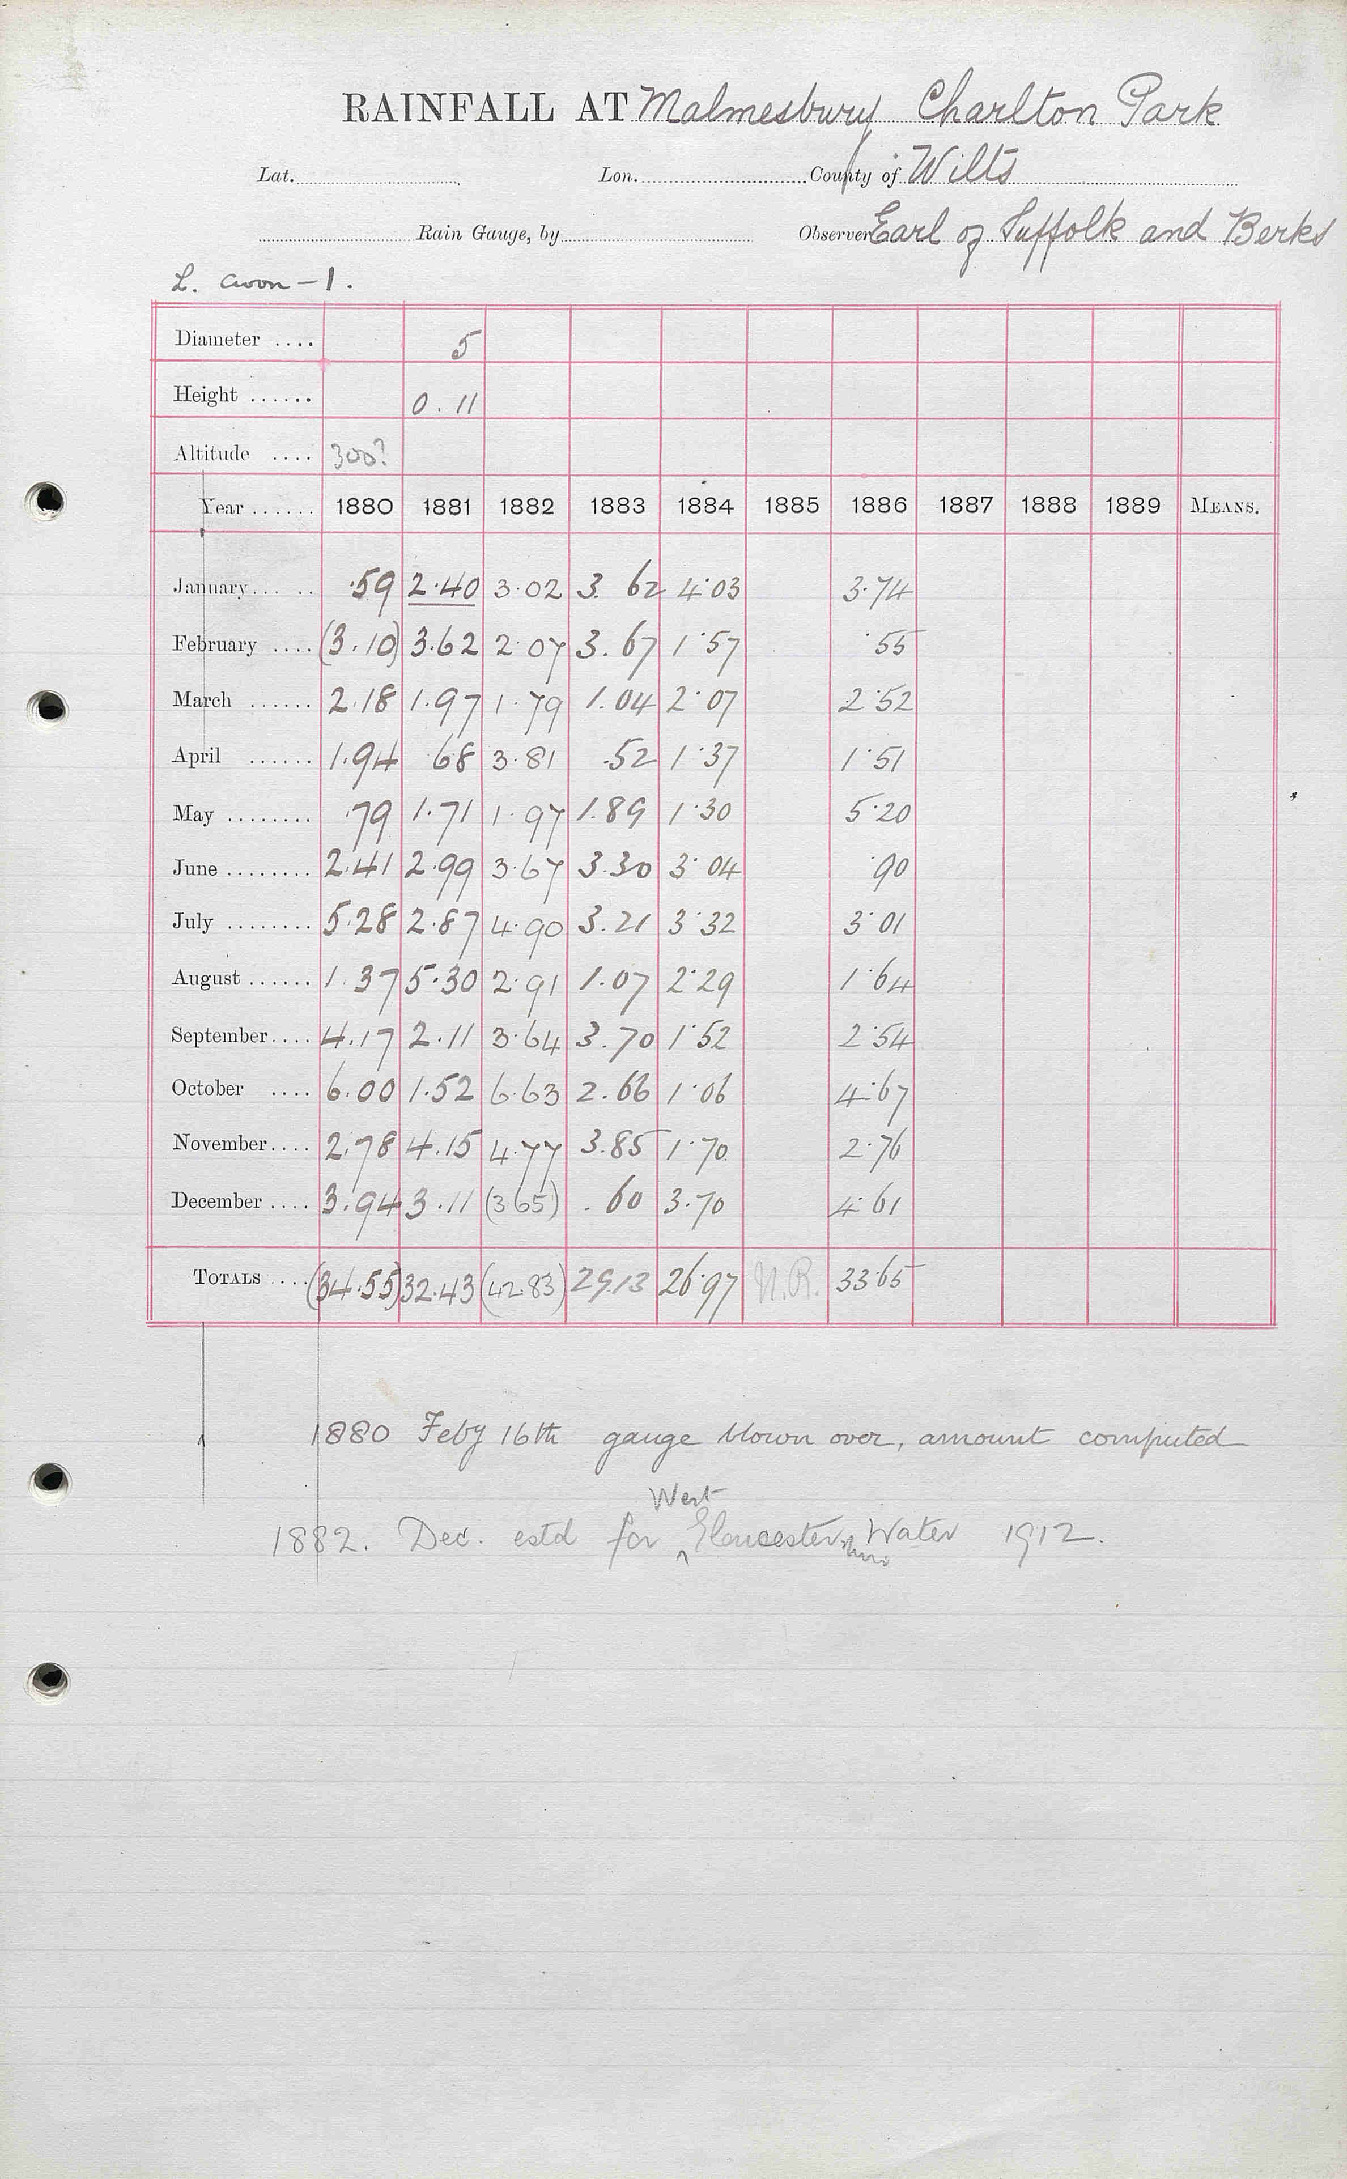 RAINFALL AT Malmesbury Charlton Park
Lat. Lon. County of Wilts
Rain Gauge, by Observer Earl of Suffolk and Berks
L. Avon - 1.
Diameter .... 5
Height ...... 0.11
Altitude .... 300?
Year ...... 1880 1881 1882 1883 1884 1885 1886 1887 1888 1889 MEANS.
January ..... .59 2.40 3.02 3.62 4.03 3.74
February .... (3.10) 3.62 2.07 3.67 1.57 .55
March ...... 2.18 1.97 1.79 1.04 2.07 2.52
April ...... 1.94 .68 3.81 .52 1.37 1.51
May ........ .79 1.71 1.97 1.89 1.30 5.20
June ........ 2.41 2.99 3.67 3.30 3.04 .90
July ........ 5.28 2.87 4.90 3.21 3.32 3.01
August ...... 1.37 5.30 2.91 1.07 2.29 1.64
September .... 4.17 2.11 3.64 3.70 1.52 2.54
October .... 6.00 1.52 6.63 2.66 1.06 4.67
November .... 2.78 4.15 4.77 3.85 1.70 2.76
December .... 3.94 3.11 (3.65) .60 3.70 4.61
TOTALS .... (34.55) 32.43 (42.83) 29.13 26.97 N.R. 33.65
1880 Feby 16th gauge blown over, amount computed
West
1882. Dec. estd for ^ Gloucestershire Water 1912.